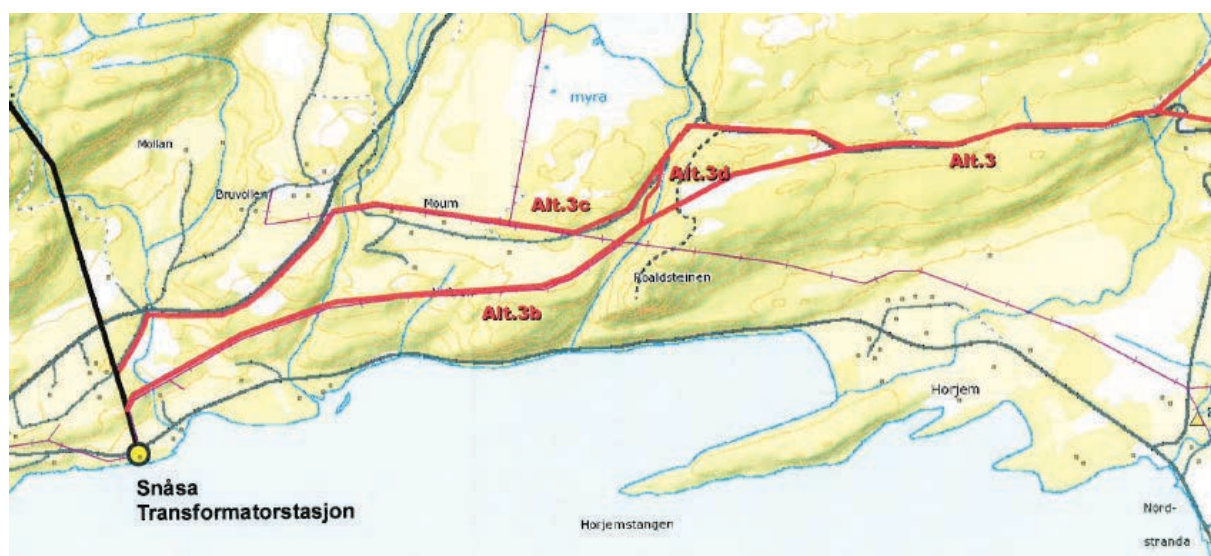 myra
Mollan
Bruvollen
Moum
Alt.3c
Alt.3d
Alt.3
Roaldsteinen
Alt.3b
Horjem
Snåsa
Transformatorstasjon
Horjemstangen
Nord-
stranda